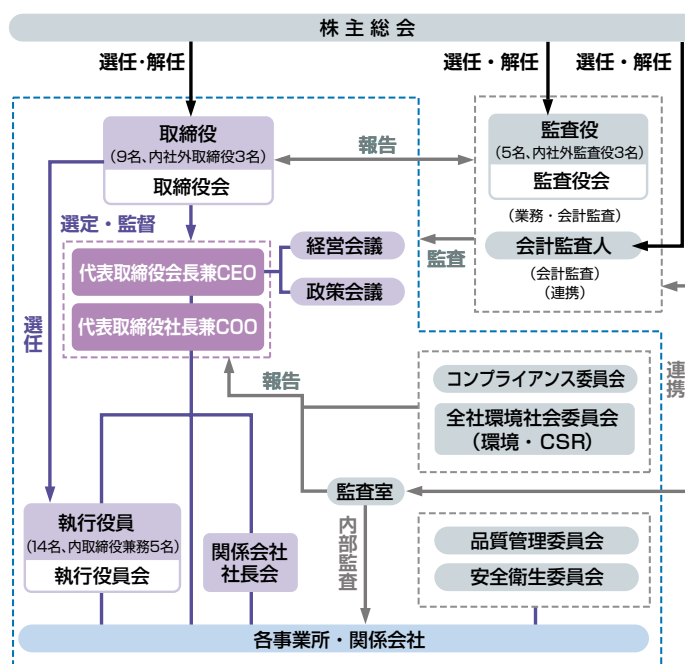 株主総会
選任・解任
選任・解任
選任・解任
取締役
(9名、内社外取締役3名)
取締役会
報告
監査役
(5名、内社外監査役3名)
監査役会
(業務・会計監査)
会計監査人
(会計監査)
(連携)
監査
選定・監督
代表取締役会長兼CEO
代表取締役社長兼COO
経営会議
政策会議
選任
報告
コンプライアンス委員会
全社環境社会委員会
(環境・CSR)
連携
監査室
内部監査
執行役員
(14名、内取締役兼務5名)
執行役員会
関係会社
社長会
品質管理委員会
安全衛生委員会
各事業所・関係会社